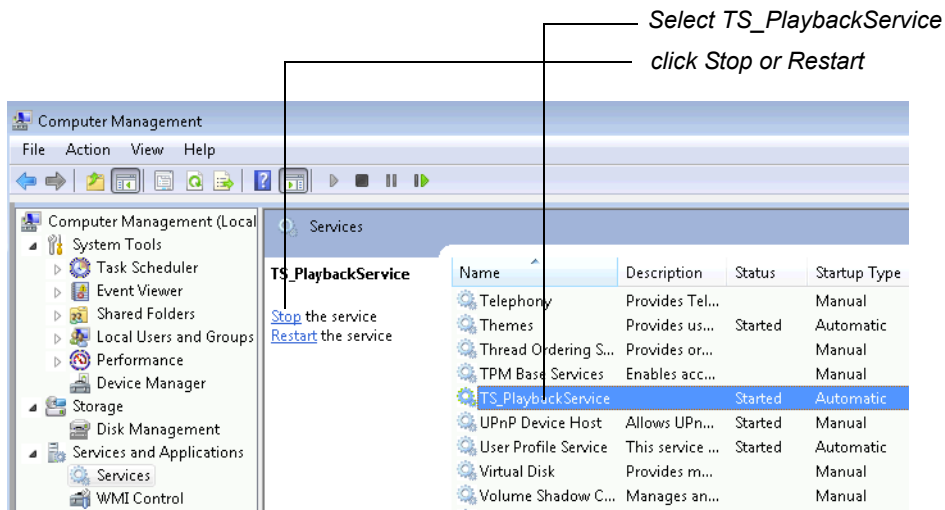 Select TS_PlaybackService
click Stop or Restart
Computer Management
File Action View Help
Computer Management (Local
System Tools
Task Scheduler
Event Viewer
Shared Folders
Local Users and Groups
Performance
Device Manager
Storage
Disk Management
Services and Applications
Services
WMI Control
Services
TS_PlaybackService
Stop the service
Restart the service
Name Description Status Startup Type
Telephony Provides Tel... Manual
Themes Provides us... Started Automatic
Thread Ordering S... Provides or... Manual
TPM Base Services Enables acc... Manual
TS_PlaybackService Started Automatic
UPnP Device Host Allows UPn... Started Manual
User Profile Service This service ... Started Automatic
Virtual Disk Provides m... Manual
Volume Shadow C... Manages an... Manual